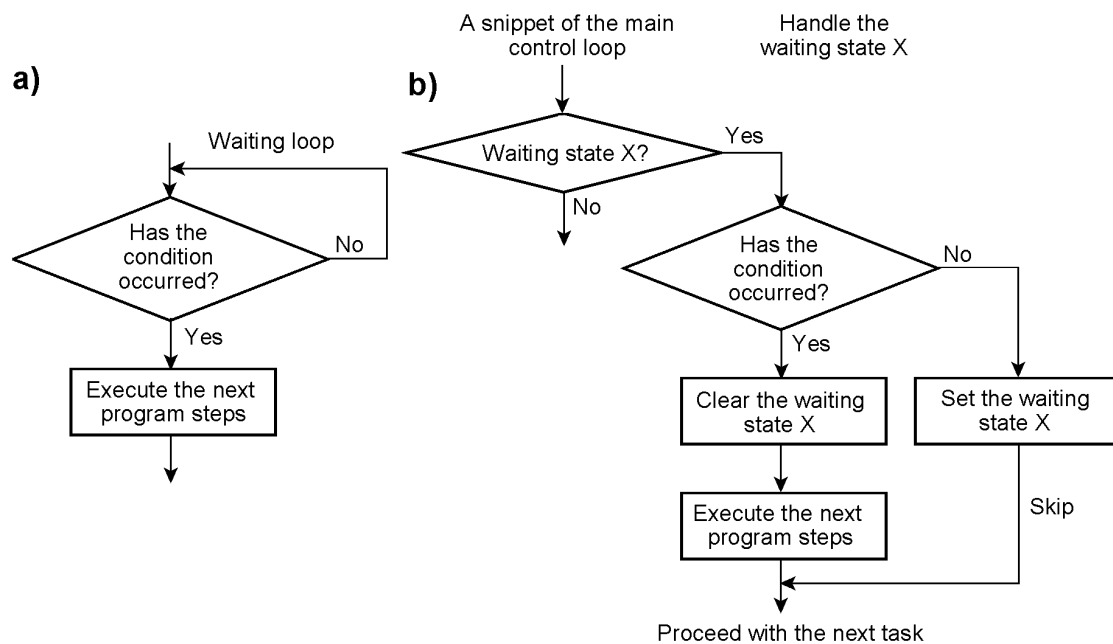 a)
Waiting loop
Has the
condition
occurred?
No
Yes
Execute the next
program steps
b)
A snippet of the main
control loop
Handle the
waiting state X
Waiting state X?
Yes
No
Has the
condition
occurred?
No
Yes
Clear the waiting
state X
Set the waiting
state X
Execute the next
program steps
Skip
Proceed with the next task